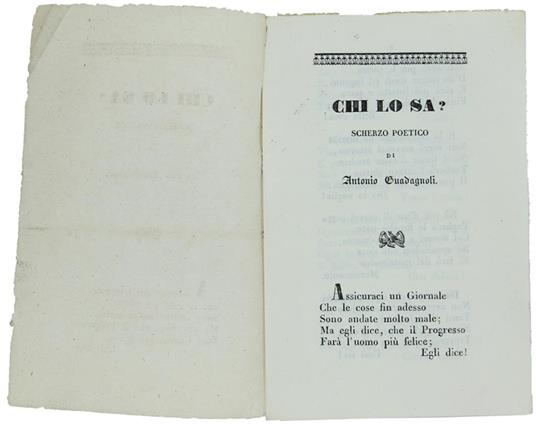 CHI LO SA?
SCHERZO POETICO
DI
Antonio Guadagnoli.
Assicuraci un Giornale
Che le cose fin adesso
Sono andate molto male;
Ma egli dice, che il Progresso
Farà l'uomo più felice;
Egli dice!